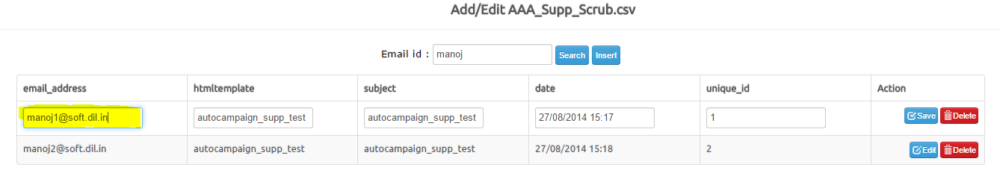 Add/Edit AAA_Supp_Scrub.csv
Email id : manoj Search Insert
email_address htmltemplate subject date unique_id Action
manoj1@soft.dil.in autocampaign_supp_test autocampaign_supp_test 27/08/2014 15:17 1 Save Delete
manoj2@soft.dil.in autocampaign_supp_test autocampaign_supp_test 27/08/2014 15:18 2 Edit Delete